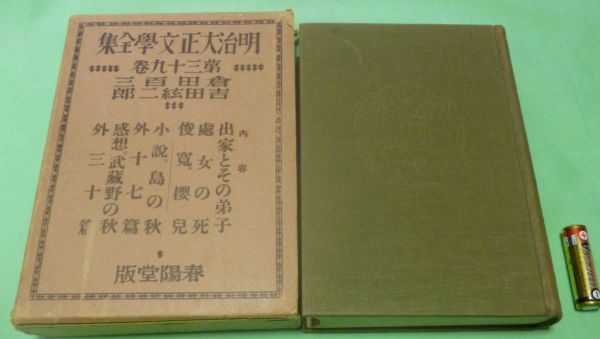 明治大正文學全集
第三十九卷
倉田百三
吉田絃二郎
內容
出家とその弟子
處女の死
俊寛、櫻兒
小說、島の秋
外十七篇
感想、武藏野の秋
外三十篇
春陽堂版